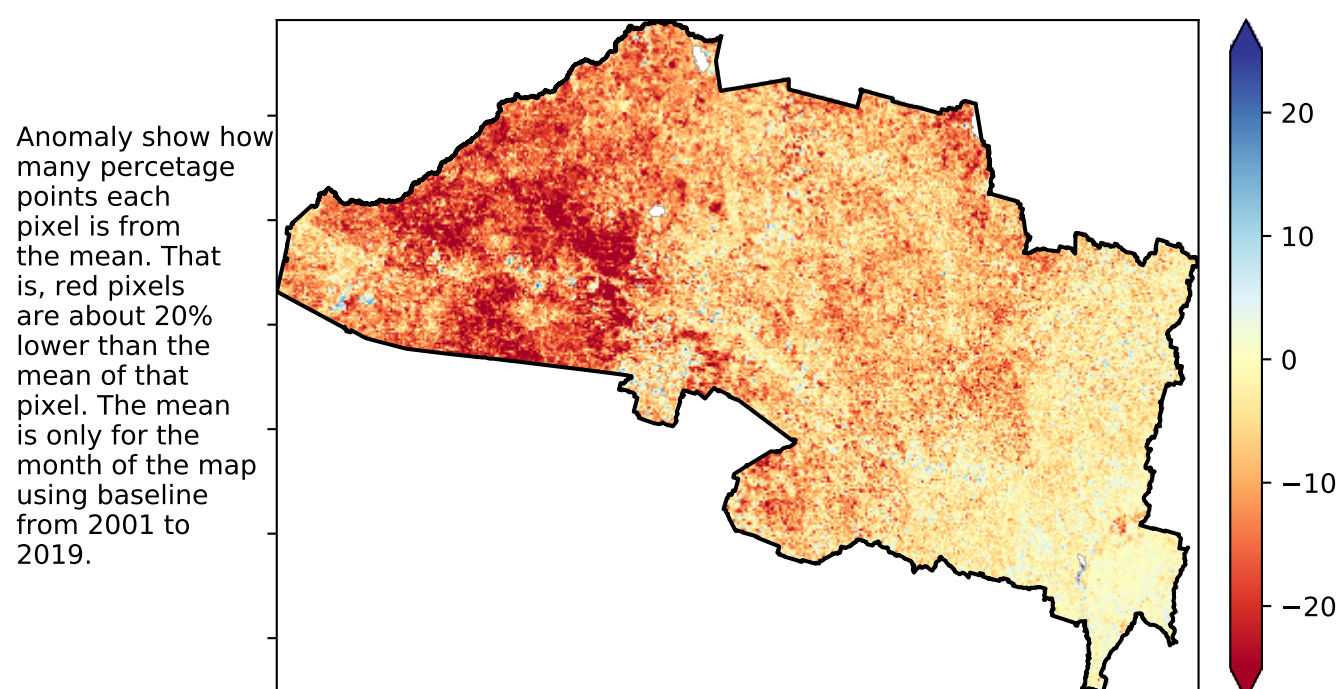 Anomaly show how
many percetage
points each
pixel is from
the mean. That
is, red pixels
are about 20%
lower than the
mean of that
pixel. The mean
is only for the
month of the map
using baseline
from 2001 to
2019.
20
10
0
−10
−20